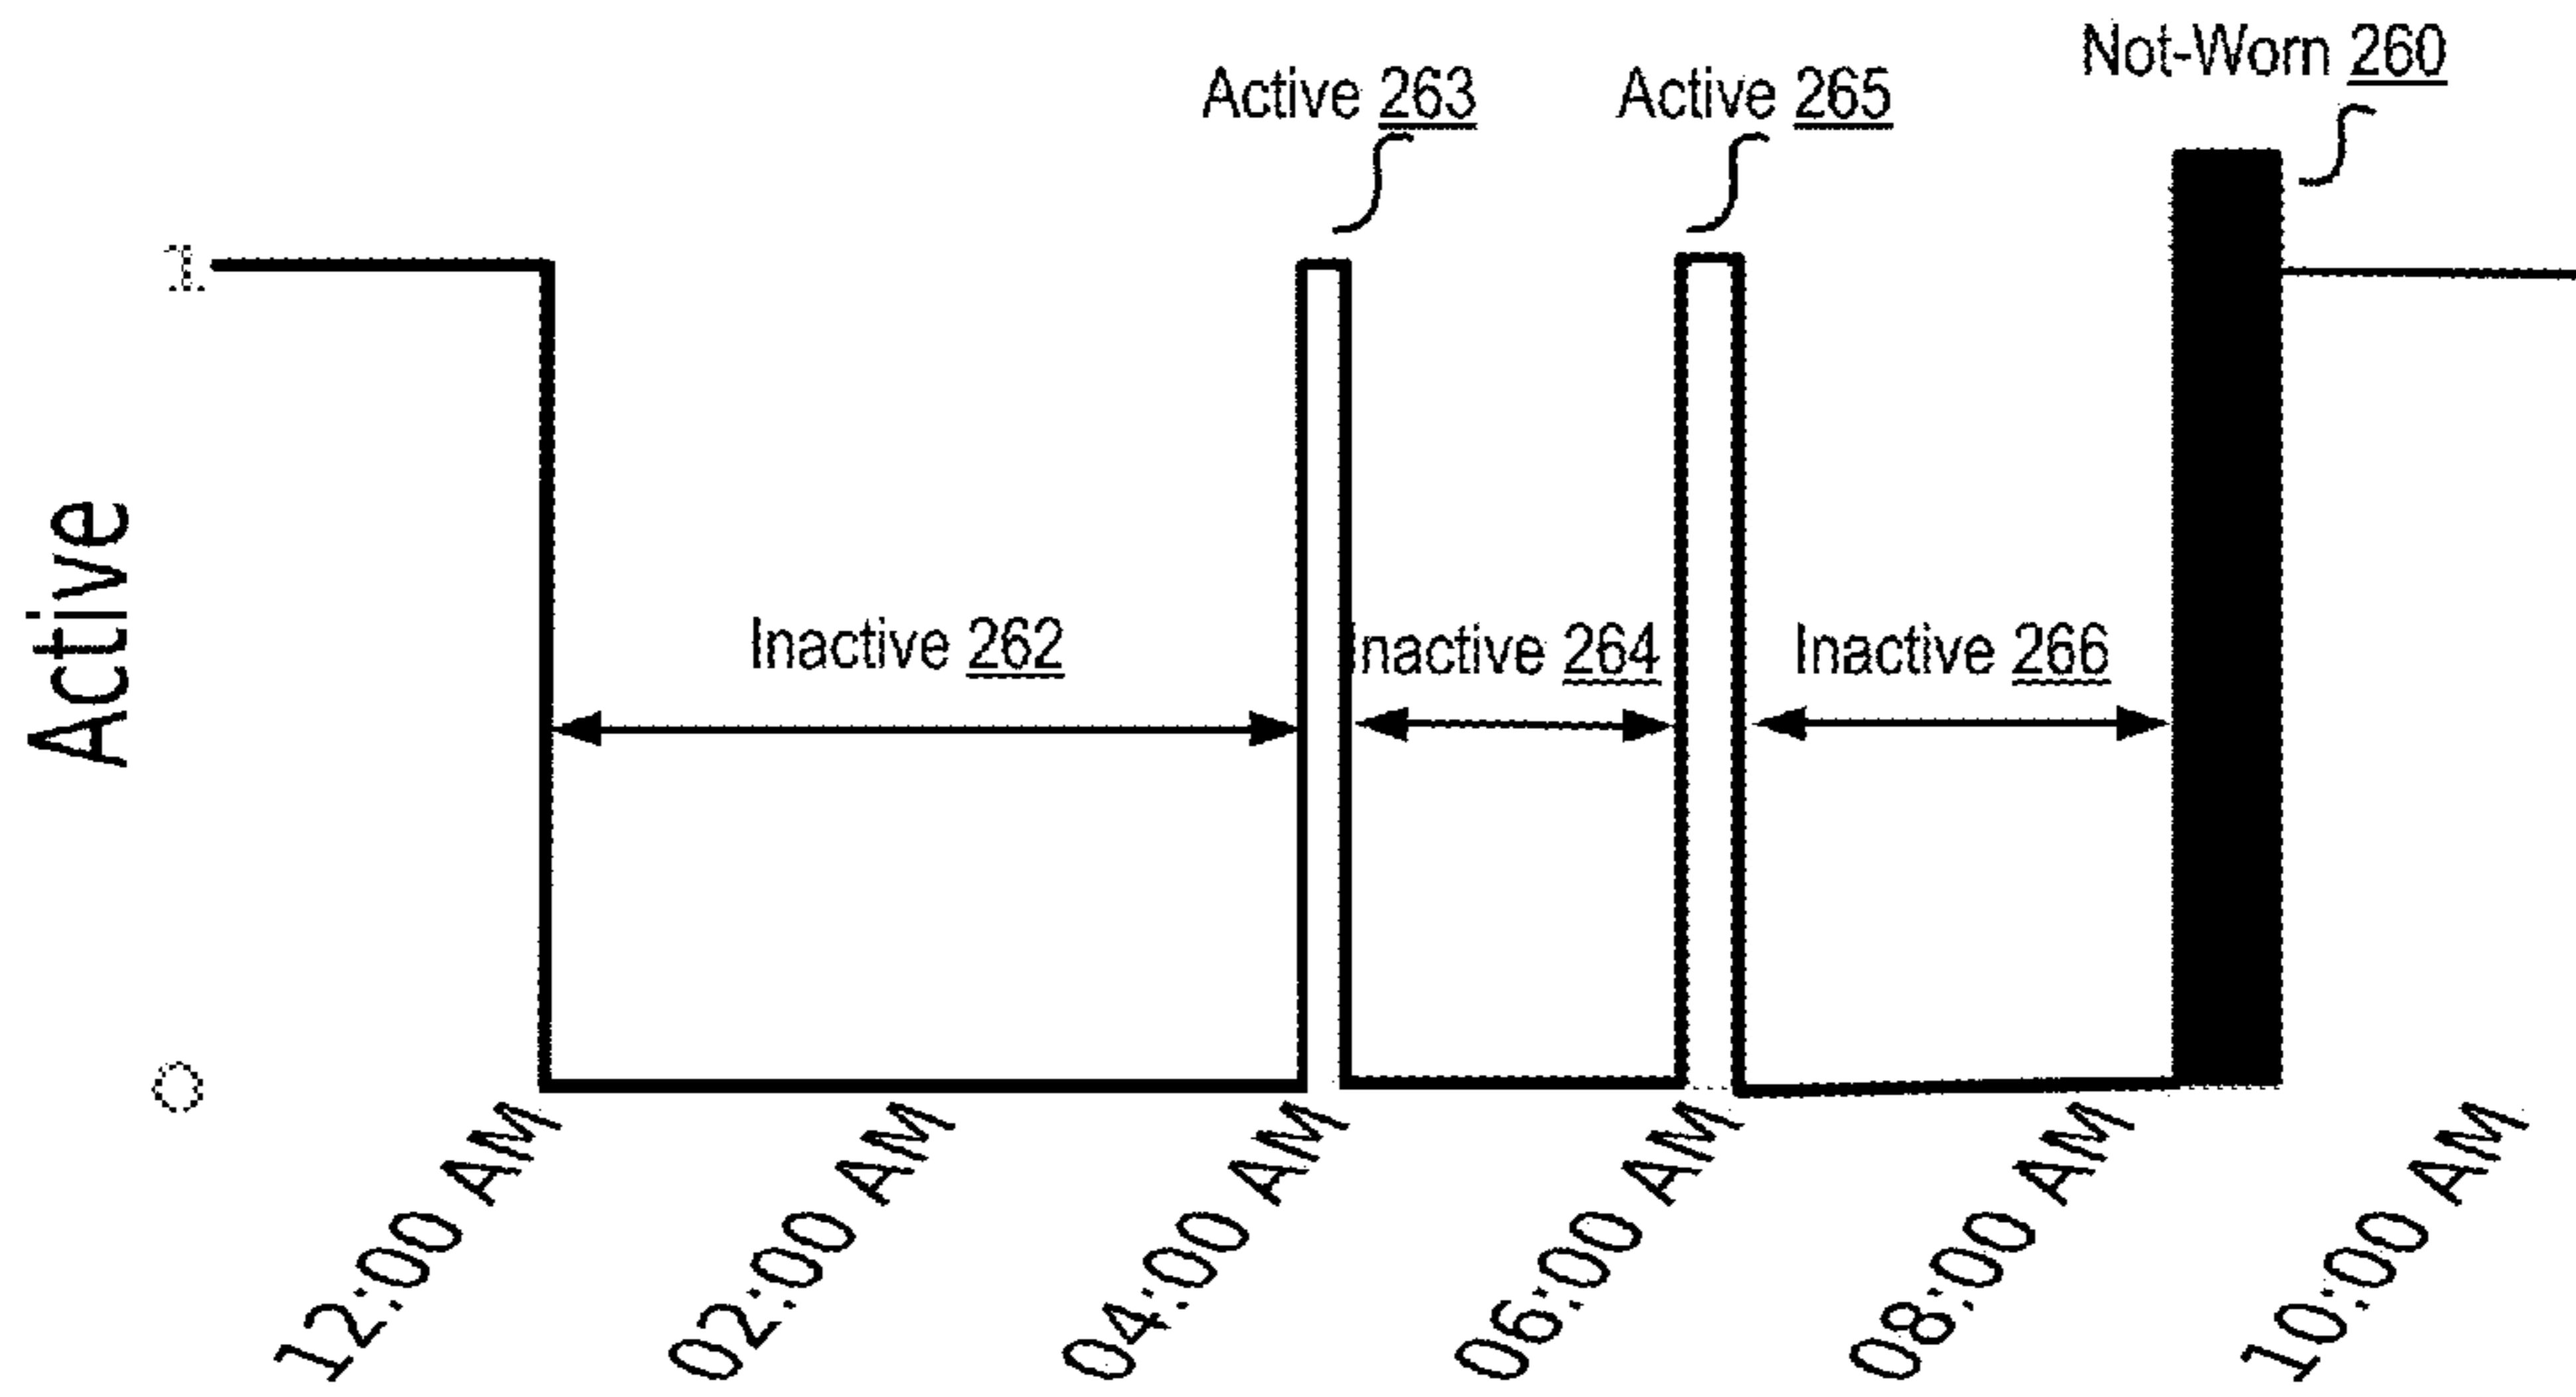 Not-Worn 260
Active 263
Active 265
1
Active
Inactive 262
Inactive 264
Inactive 266
0
12:00 AM
02:00 AM
04:00 AM
06:00 AM
08:00 AM
10:00 AM